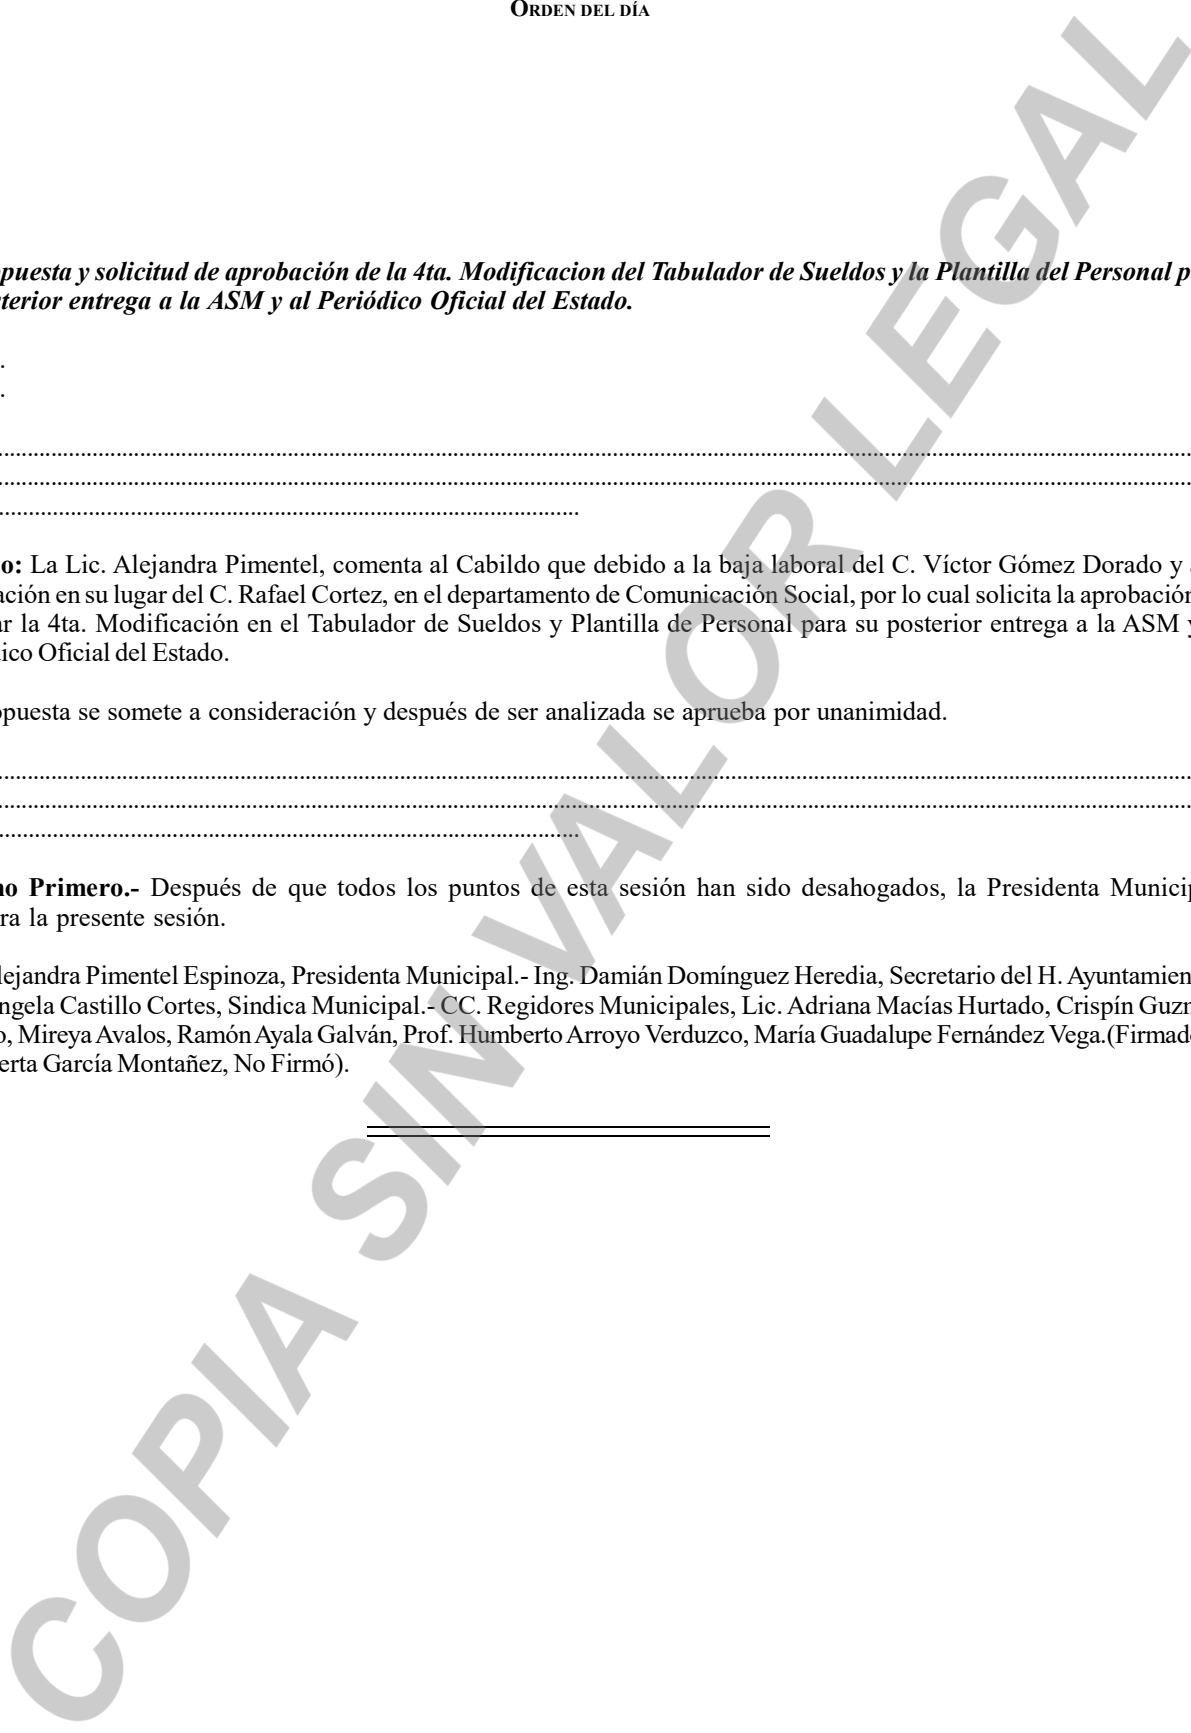 ORDEN DEL DÍA
puesta y solicitud de aprobación de la 4ta. Modificacion del Tabulador de Sueldos y la Plantilla del Personal p
terior entrega a la ASM y al Periódico Oficial del Estado.
.
.
....................................................................................................
....................................................................................................
....................................................................................................
o: La Lic. Alejandra Pimentel, comenta al Cabildo que debido a la baja laboral del C. Víctor Gómez Dorado y
ación en su lugar del C. Rafael Cortez, en el departamento de Comunicación Social, por lo cual solicita la aprobación
ar la 4ta. Modificación en el Tabulador de Sueldos y Plantilla de Personal para su posterior entrega a la ASM y
dico Oficial del Estado.
puesta se somete a consideración y después de ser analizada se aprueba por unanimidad.
....................................................................................................
....................................................................................................
....................................................................................................
no Primero.- Después de que todos los puntos de esta sesión han sido desahogados, la Presidenta Municip
ra la presente sesión.
lejandra Pimentel Espinoza, Presidenta Municipal.- Ing. Damián Domínguez Heredia, Secretario del H. Ayuntamien
ngela Castillo Cortes, Sindica Municipal.- CC. Regidores Municipales, Lic. Adriana Macías Hurtado, Crispín Guzm
o, Mireya Avalos, Ramón Ayala Galván, Prof. Humberto Arroyo Verduzco, María Guadalupe Fernández Vega.(Firmad
erta García Montañez, No Firmó).
COPIA SIN VALOR LEGAL